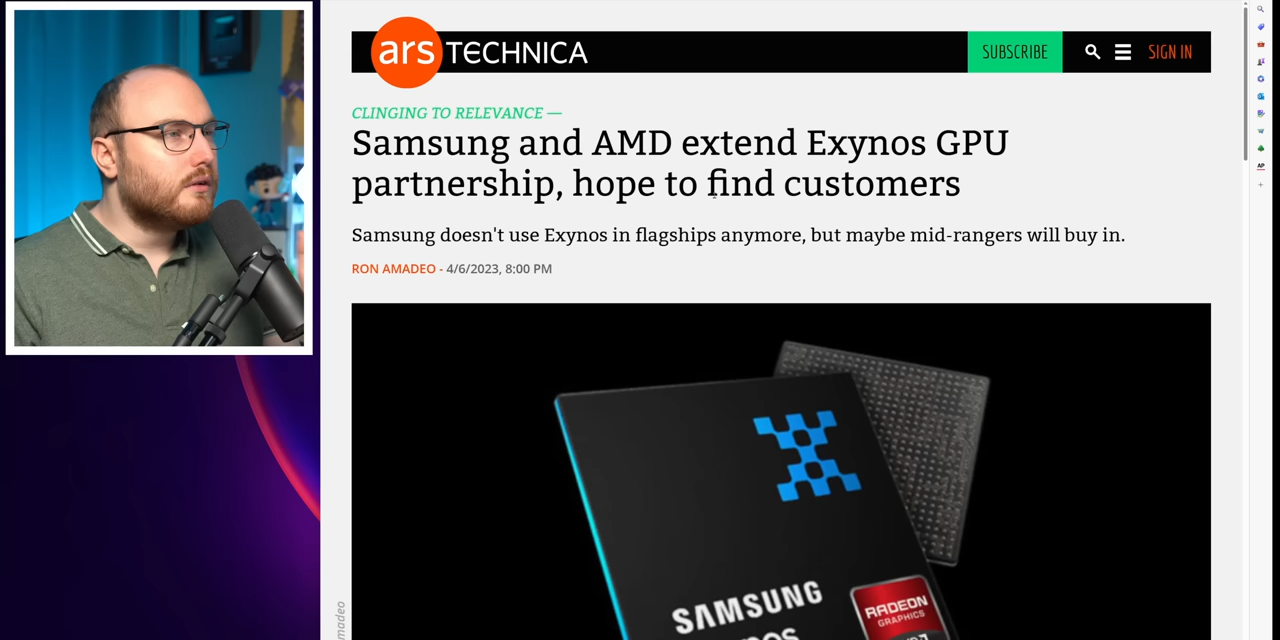 ars TECHNICA
SUBSCRIBE
SIGN IN
CLINGING TO RELEVANCE —
Samsung and AMD extend Exynos GPU
partnership, hope to find customers
Samsung doesn't use Exynos in flagships anymore, but maybe mid-rangers will buy in.
RON AMADEO - 4/6/2023, 8:00 PM
SAMSUNG
RADEON
GRAPHICS
AP